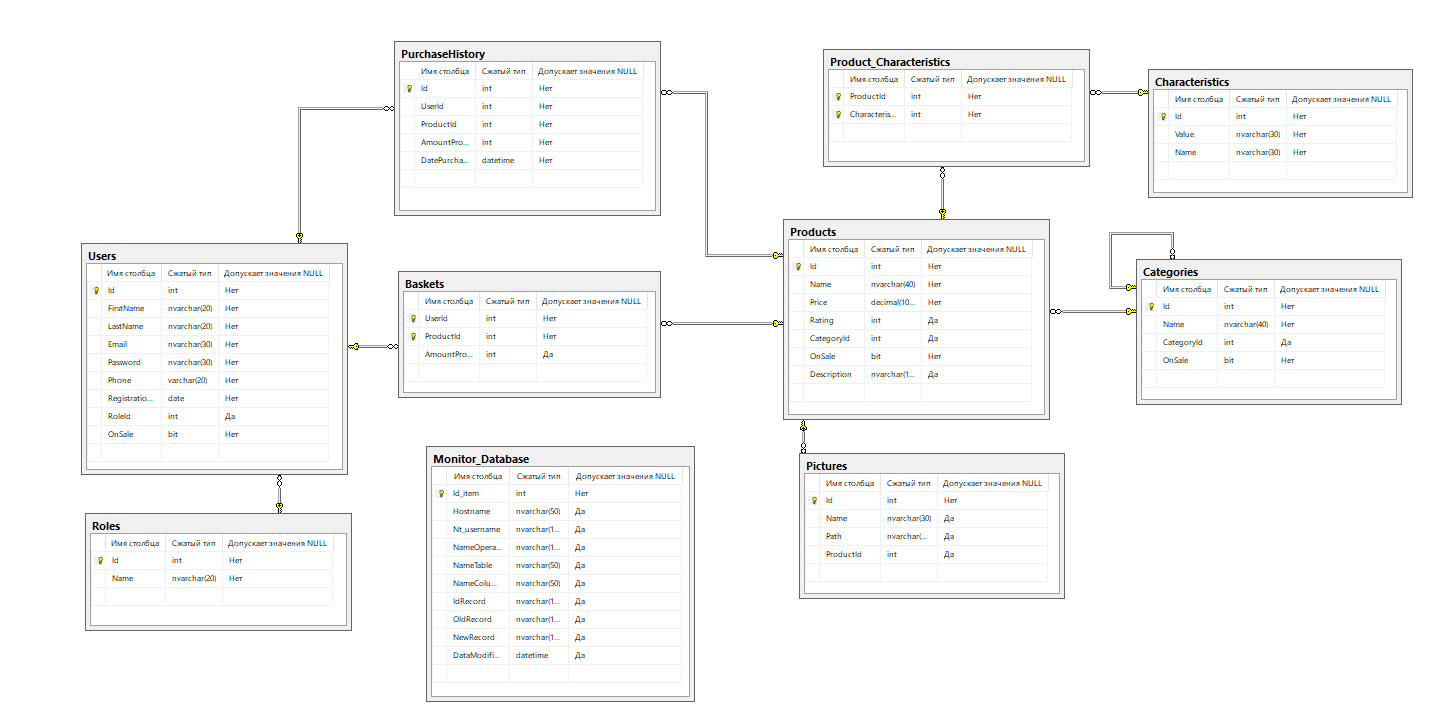 PurchaseHistory
Имя столбца Сжатый тип Допускает значения NULL
Id int Нет
UserId int Нет
ProductId int Нет
AmountPro... int Нет
DatePurcha... datetime Нет
Product_Characteristics
Имя столбца Сжатый тип Допускает значения NULL
ProductId int Нет
Characteris... int Нет
Characteristics
Имя столбца Сжатый тип Допускает значения NULL
Id int Нет
Value nvarchar(30) Нет
Name nvarchar(30) Нет
Users
Имя столбца Сжатый тип Допускает значения NULL
Id int Нет
FirstName nvarchar(20) Нет
LastName nvarchar(20) Нет
Email nvarchar(30) Нет
Password nvarchar(30) Нет
Phone varchar(20) Нет
Registratio... date Нет
RoleId int Да
OnSale bit Нет
Baskets
Имя столбца Сжатый тип Допускает значения NULL
UserId int Нет
ProductId int Нет
AmountPro... int Да
Products
Имя столбца Сжатый тип Допускает значения NULL
Id int Нет
Name nvarchar(40) Нет
Price decimal(10... Нет
Rating int Да
CategoryId int Да
OnSale bit Нет
Description nvarchar(1... Да
Categories
Имя столбца Сжатый тип Допускает значения NULL
Id int Нет
Name nvarchar(40) Нет
CategoryId int Да
OnSale bit Нет
Monitor_Database
Имя столбца Сжатый тип Допускает значения NULL
Id_item int Нет
Hostname nvarchar(50) Да
Nt_username nvarchar(1... Да
NameOpera... nvarchar(1... Да
NameTable nvarchar(50) Да
NameColu... nvarchar(50) Да
IdRecord nvarchar(1... Да
OldRecord nvarchar(1... Да
NewRecord nvarchar(1... Да
DataModifi... datetime Да
Pictures
Имя столбца Сжатый тип Допускает значения NULL
Id int Нет
Name nvarchar(30) Да
Path nvarchar(... Да
ProductId int Да
Roles
Имя столбца Сжатый тип Допускает значения NULL
Id int Нет
Name nvarchar(20) Нет